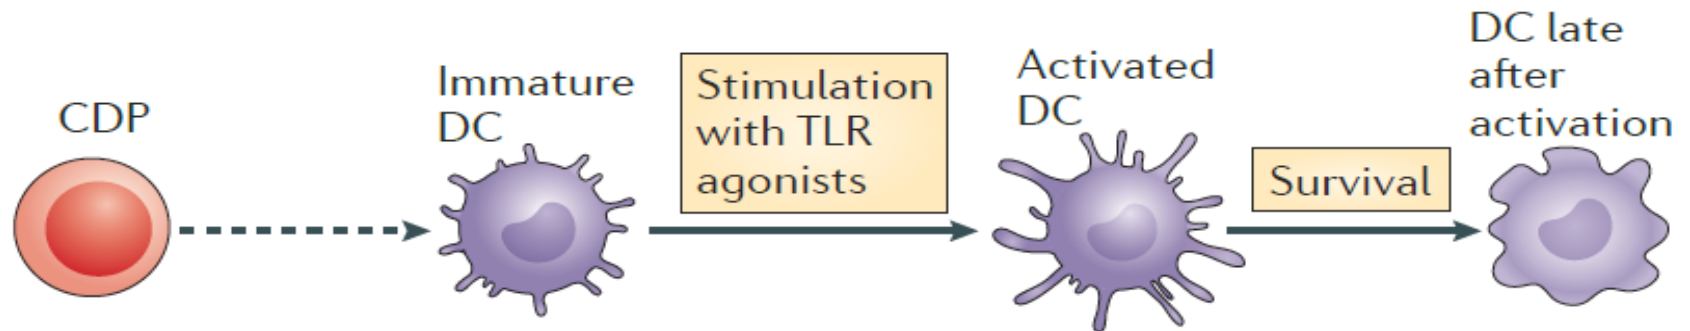 CDP
Immature
DC
Stimulation
with TLR
agonists
Activated
DC
Survival
DC late
after
activation